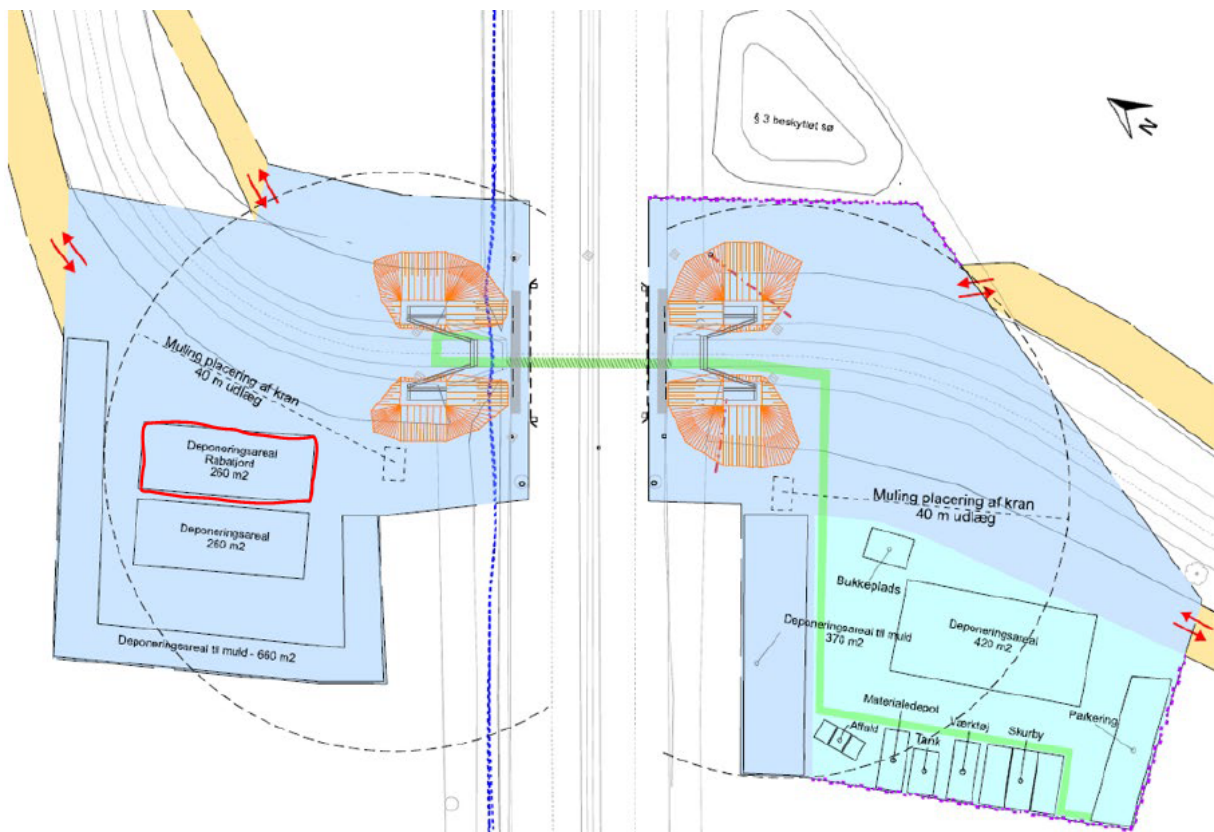 § 3 beskyttet sø
N
Muling placering af kran
40 m udlæg
Deponeringsareal
Rabatjord
260 m2
Deponeringsareal
260 m2
Deponeringsareal til muld - 660 m2
Muling placering af kran
40 m udlæg
Bukkeplads
Deponeringsareal
420 m2
Deponeringsareal til muld
370 m2
Materialedepot
Affald
Tank
Værktøj
Skurby
Parkering